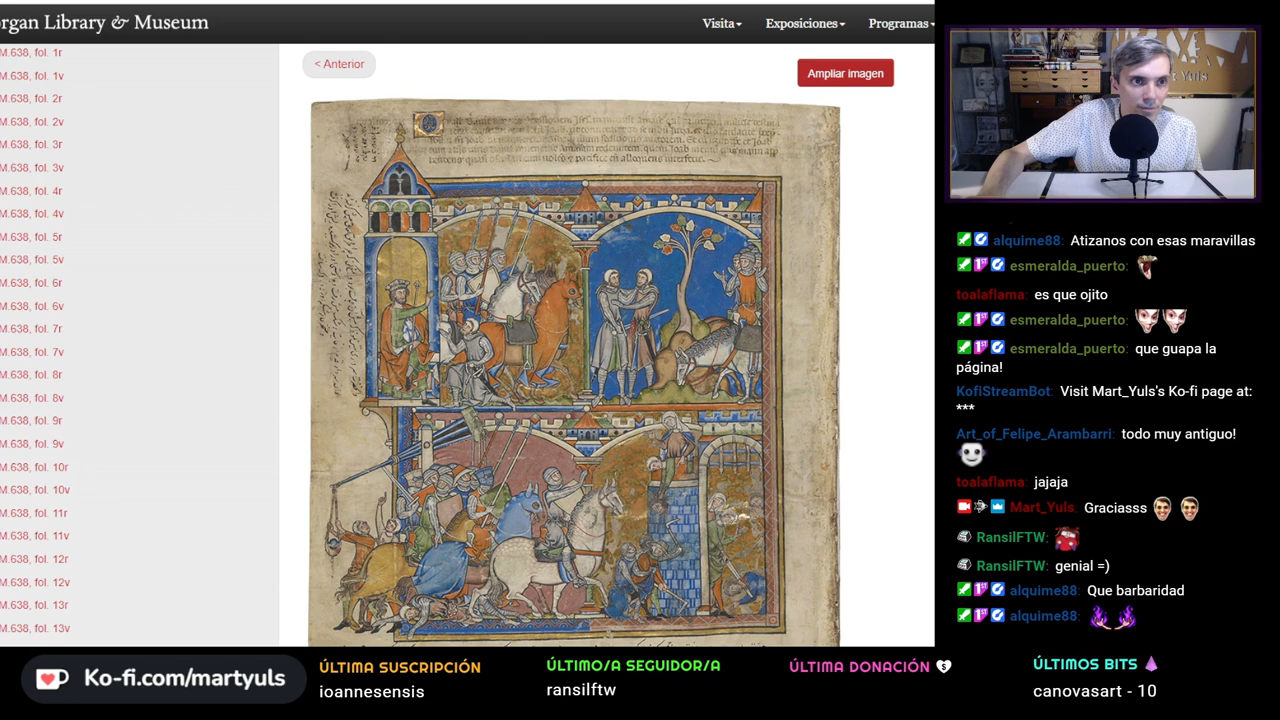 organ Library & Museum
Visita
Exposiciones
Programas
M.638, fol. 1r
M.638, fol. 1v
M.638, fol. 2r
M.638, fol. 2v
M.638, fol. 3r
M.638, fol. 3v
M.638, fol. 4r
M.638, fol. 4v
M.638, fol. 5r
M.638, fol. 5v
M.638, fol. 6r
M.638, fol. 6v
M.638, fol. 7r
M.638, fol. 7v
M.638, fol. 8r
M.638, fol. 8v
M.638, fol. 9r
M.638, fol. 9v
M.638, fol. 10r
M.638, fol. 10v
M.638, fol. 11r
M.638, fol. 11v
M.638, fol. 12r
M.638, fol. 12v
M.638, fol. 13r
M.638, fol. 13v
< Anterior
Ampliar imagen
alquime88: Atizanos con esas maravillas
esmeralda_puerto:
toalaflama: es que ojito
esmeralda_puerto:
esmeralda_puerto: que guapa la
página!
KofiStreamBot: Visit Mart_Yuls's Ko-fi page at:
***
Art_of_Felipe_Arambarri: todo muy antiguo!
toalaflama: jajaja
Mart_Yuls: Graciasss
RansilFTW:
RansilFTW: genial =)
alquime88: Que barbaridad
alquime88:
Ko-fi.com/martyuls
ÚLTIMA SUSCRIPCIÓN
ioannesensis
ÚLTIMO/A SEGUIDOR/A
ransilftw
ÚLTIMA DONACIÓN
ÚLTIMOS BITS
canovasart - 10